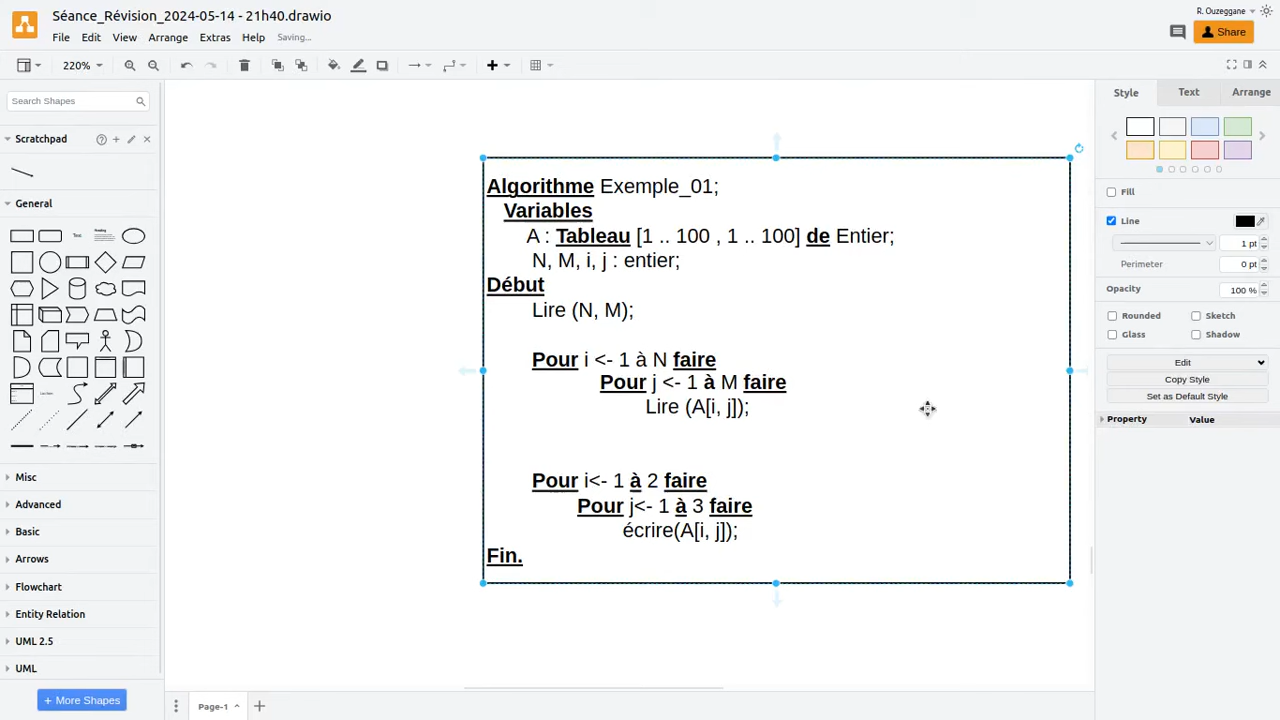 Séance_Révision_2024-05-14 - 21h40.drawio
R. Ouzeggane
File Edit View Arrange Extras Help Saving...
Share
220%
Search Shapes
Scratchpad
General
Text
Heading
List Item
Misc
Advanced
Basic
Arrows
Flowchart
Entity Relation
UML 2.5
UML
+ More Shapes
Algorithme Exemple_01;
Variables
A : Tableau [1 .. 100 , 1 .. 100] de Entier;
N, M, i, j : entier;
Début
Lire (N, M);
Pour i <- 1 à N faire
Pour j <- 1 à M faire
Lire (A[i, j]);
Pour i<- 1 à 2 faire
Pour j<- 1 à 3 faire
écrire(A[i, j]);
Fin.
Page-1
Style Text Arrange
Fill
Line
1 pt
Perimeter 0 pt
Opacity 100 %
Rounded Sketch
Glass Shadow
Edit
Copy Style
Set as Default Style
Property Value